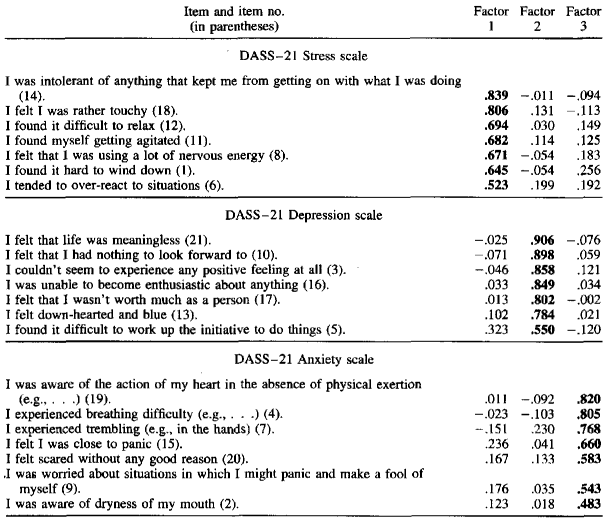 Item and item no. Factor Factor Factor
(in parentheses) 1 2 3
DASS-21 Stress scale
I was intolerant of anything that kept me from getting on with what I was doing
(14). .839 -.011 -.094
I felt I was rather touchy (18). .806 .131 -.113
I found it difficult to relax (12). .694 .030 .149
I found myself getting agitated (11). .682 .114 .125
I felt that I was using a lot of nervous energy (8). .671 -.054 .183
I found it hard to wind down (1). .645 -.054 .256
I tended to over-react to situations (6). .523 .199 .192
DASS-21 Depression scale
I felt that life was meaningless (21). -.025 .906 -.076
I felt that I had nothing to look forward to (10). -.071 .898 .059
I couldn't seem to experience any positive feeling at all (3). -.046 .858 .121
I was unable to become enthusiastic about anything (16). .033 .849 .034
I felt that I wasn't worth much as a person (17). .013 .802 -.002
I felt down-hearted and blue (13). .102 .784 .021
I found it difficult to work up the initiative to do things (5). .323 .550 -.120
DASS-21 Anxiety scale
I was aware of the action of my heart in the absence of physical exertion
(e.g., . . .) (19). .011 -.092 .820
I experienced breathing difficulty (e.g., . . .) (4). -.023 -.103 .805
I experienced trembling (e.g., in the hands) (7). -.151 .230 .768
I felt I was close to panic (15). .236 .041 .660
I felt scared without any good reason (20). .167 .133 .583
I was worried about situations in which I might panic and make a fool of
myself (9). .176 .035 .543
I was aware of dryness of my mouth (2). .123 .018 .483